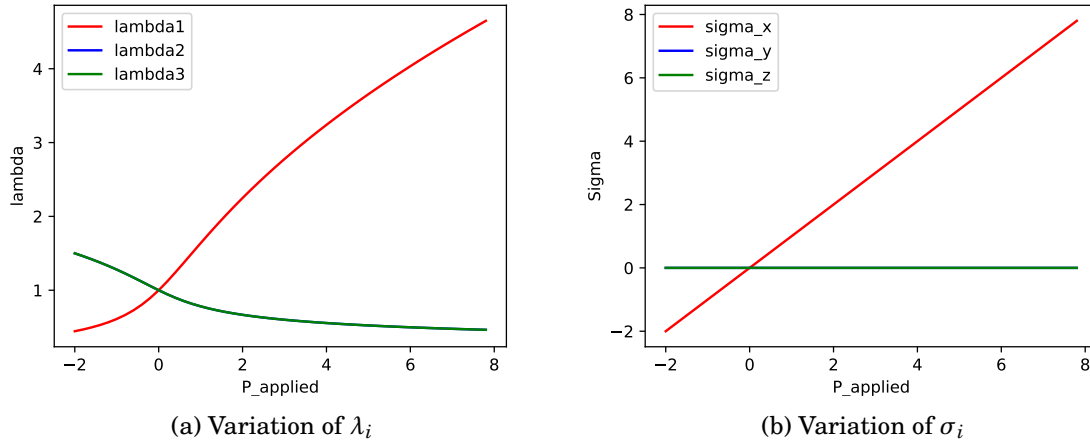 lambda1
lambda2
lambda3
4
3
2
1
lambda
−2
0
2
4
6
8
P_applied
(a) Variation of λi
sigma_x
sigma_y
sigma_z
8
6
4
2
0
−2
Sigma
−2
0
2
4
6
8
P_applied
(b) Variation of σi